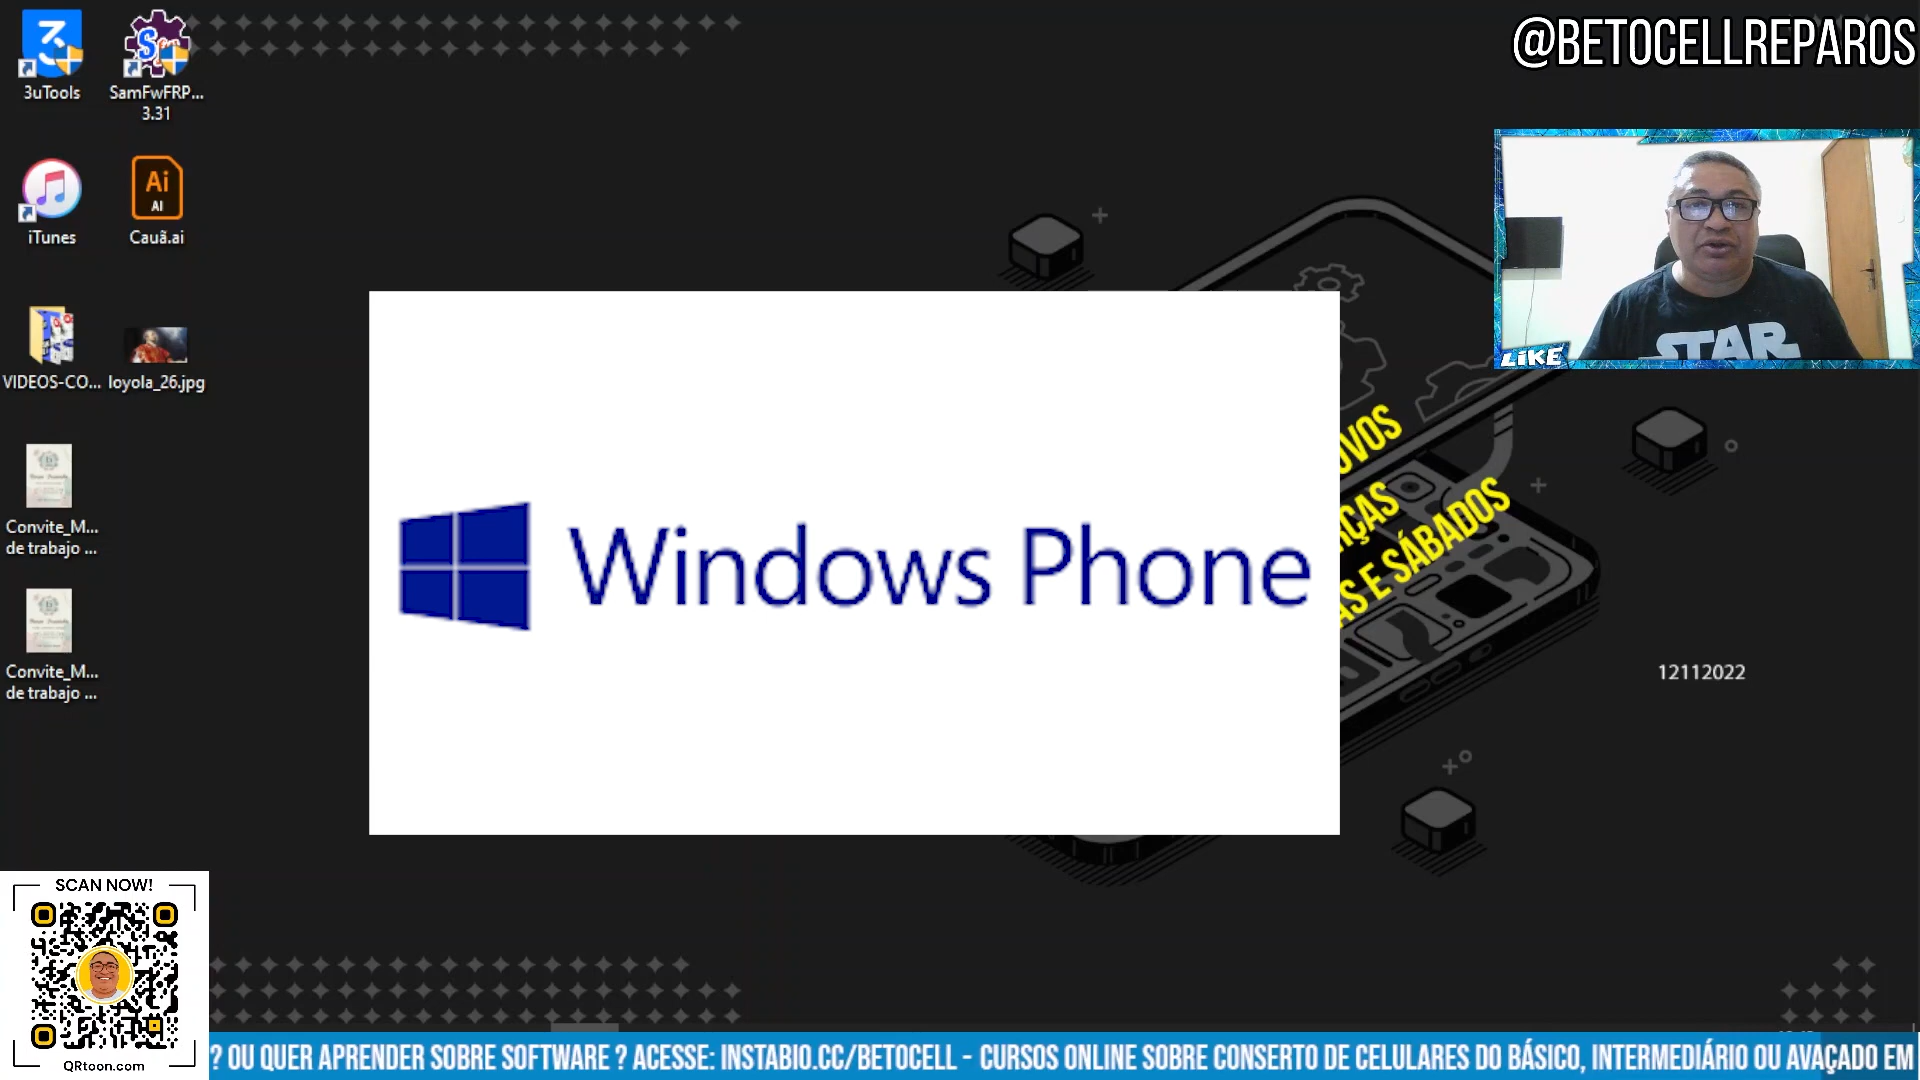 @BETOCELLREPAROS
3uTools
SamFwFRP...
3.31
iTunes
Ai
AI
Cauã.ai
VIDEOS-CO...
loyola_26.jpg
Convite_M...
de trabajo ...
Convite_M...
de trabajo ...
Windows Phone
E SÁBADOS
STAR
LIKE
12112022
SCAN NOW!
QRtoon.com
? OU QUER APRENDER SOBRE SOFTWARE ? ACESSE: INSTABIO.CC/BETOCELL - CURSOS ONLINE SOBRE CONSERTO DE CELULARES DO BÁSICO, INTERMEDIÁRIO OU AVAÇADO EM